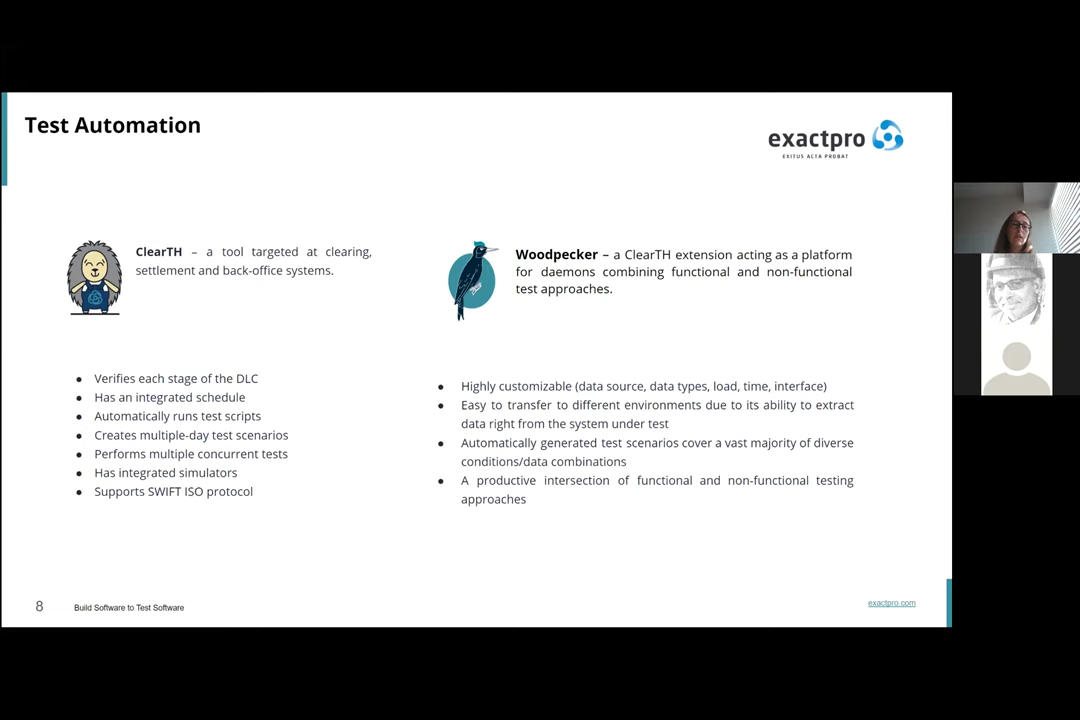 Test Automation
exactpro
EXITUS ACTA PROBAT
ClearTH – a tool targeted at clearing,
settlement and back-office systems.
Woodpecker – a ClearTH extension acting as a platform
for daemons combining functional and non-functional
test approaches.
● Verifies each stage of the DLC
● Has an integrated schedule
● Automatically runs test scripts
● Creates multiple-day test scenarios
● Performs multiple concurrent tests
● Has integrated simulators
● Supports SWIFT ISO protocol
● Highly customizable (data source, data types, load, time, interface)
● Easy to transfer to different environments due to its ability to extract
data right from the system under test
● Automatically generated test scenarios cover a vast majority of diverse
conditions/data combinations
● A productive intersection of functional and non-functional testing
approaches
8
Build Software to Test Software
exactpro.com